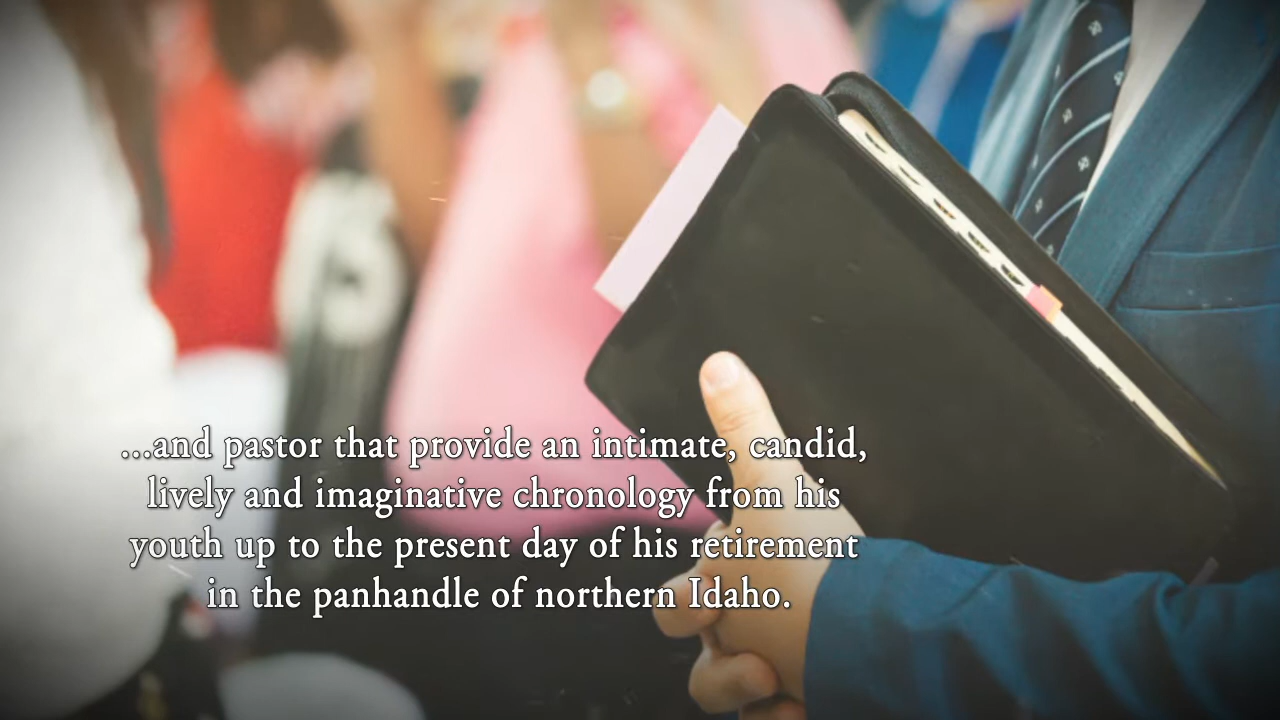 ...and pastor that provide an intimate, candid,
lively and imaginative chronology from his
youth up to the present day of his retirement
in the panhandle of northern Idaho.